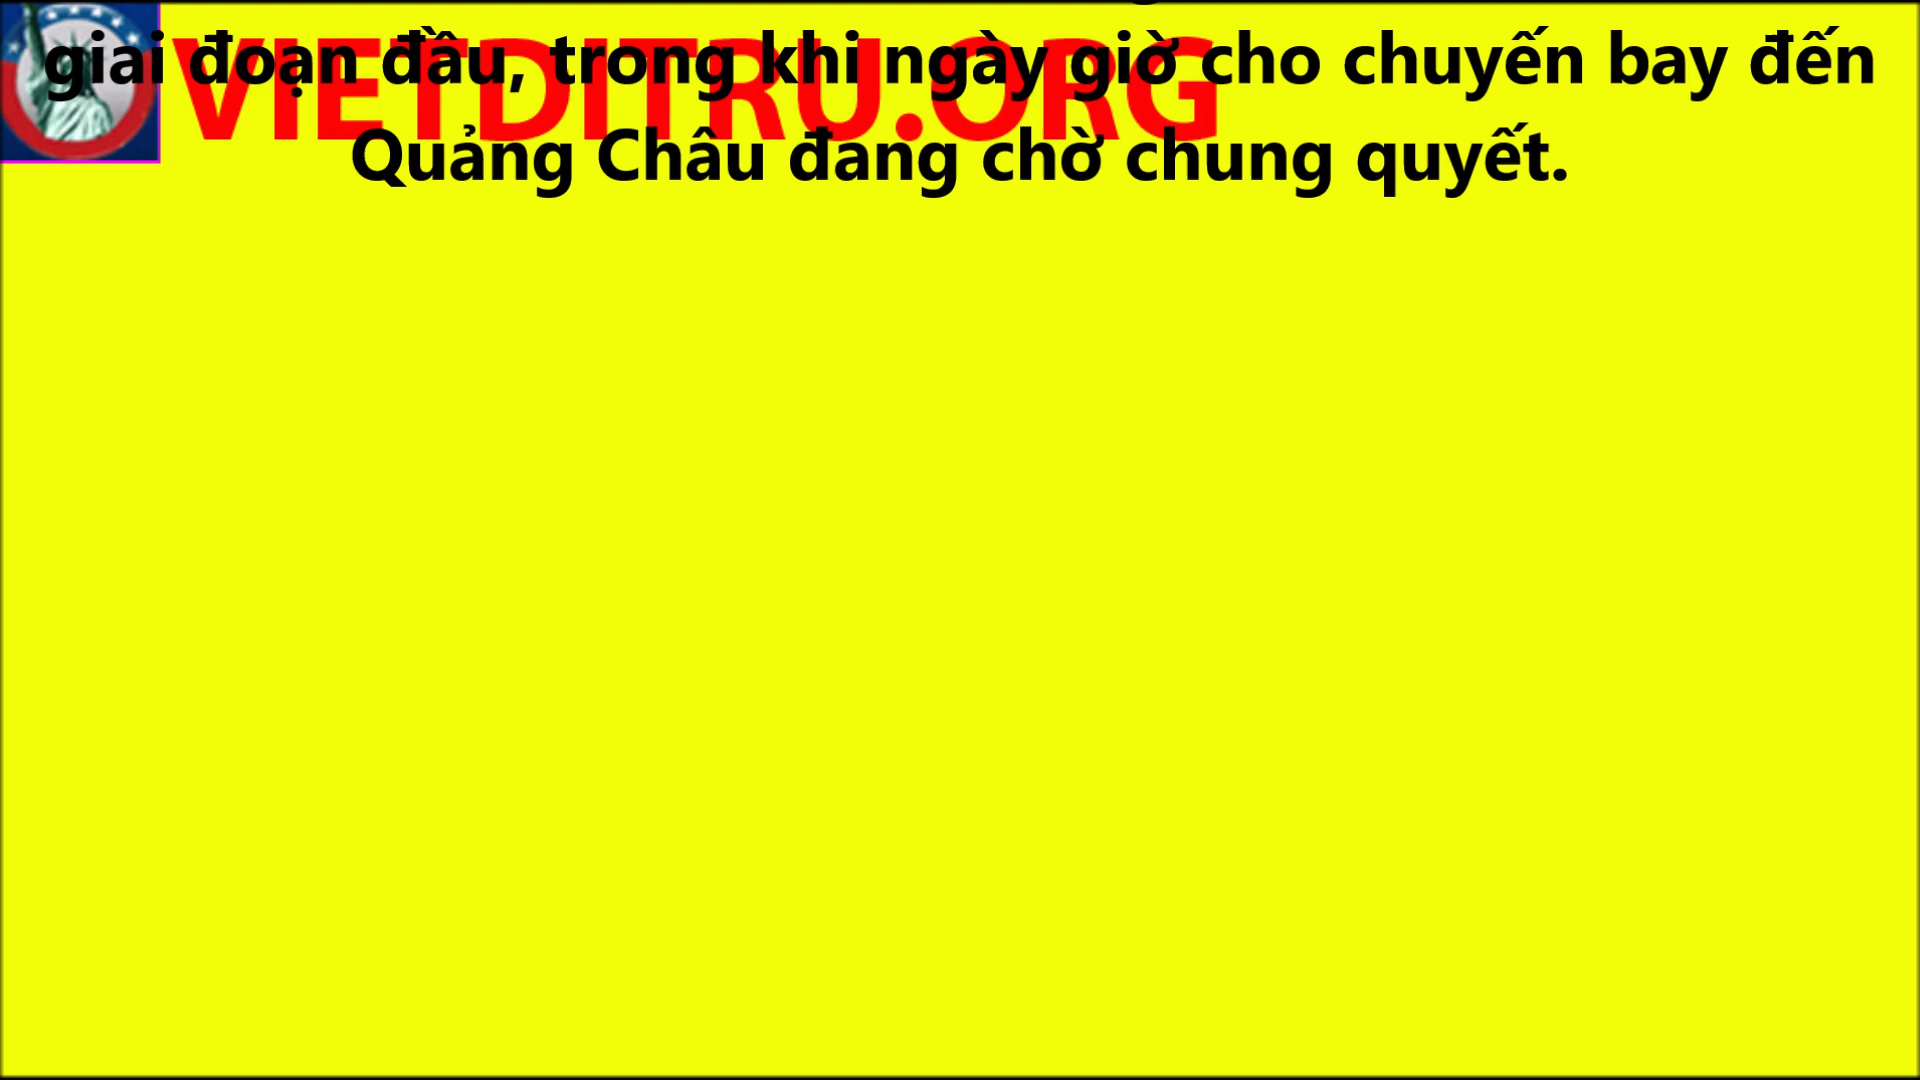 giai đoạn đầu, trong khi ngày giờ cho chuyến bay đến
VIETDITRU.ORG
Quảng Châu đang chờ chung quyết.